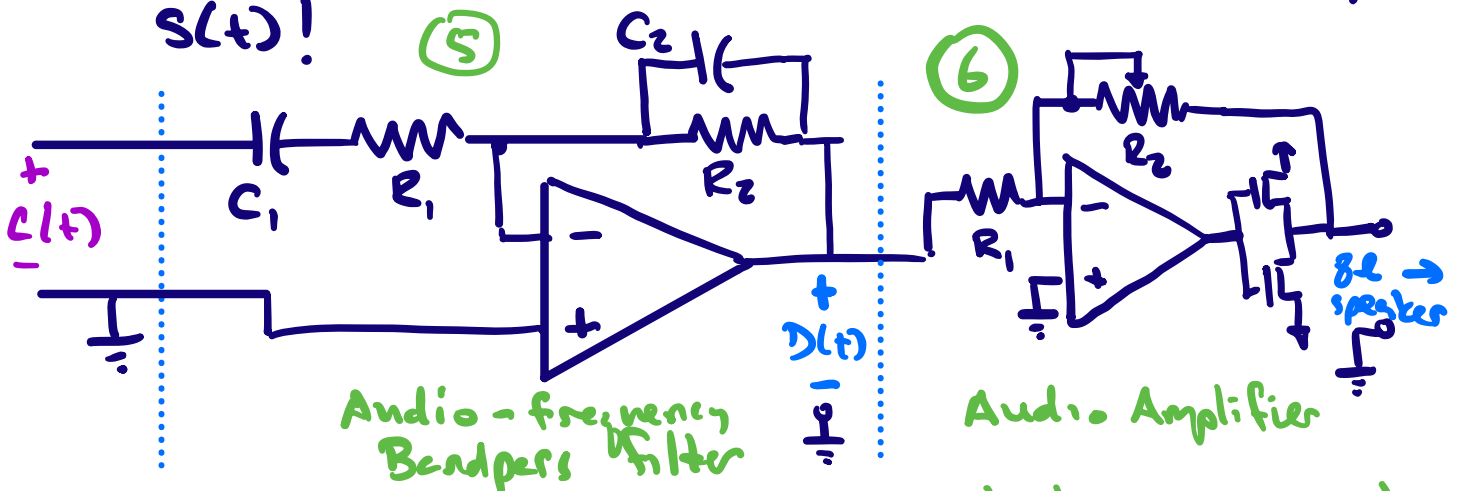 S(t)!
5
C2
6
C1
R1
R2
R2
+
C(t)
-
-
+
R1
-
+
+
D(t)
-
8Ω →
speaker
Audio-frequency
Bandpass filter
Audio Amplifier